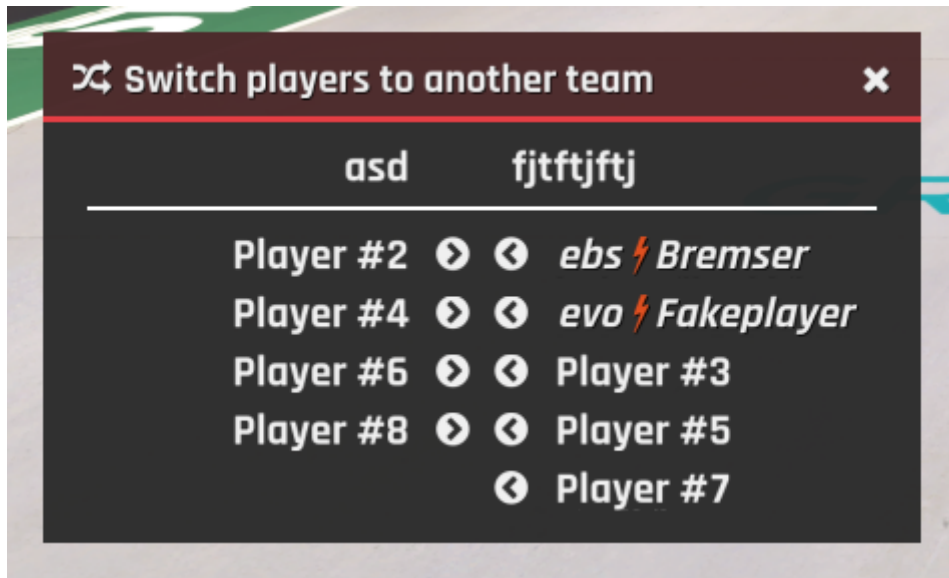 Switch players to another team
asd fjtftjftj
Player #2 ebs Bremser
Player #4 evo Fakeplayer
Player #6 Player #3
Player #8 Player #5
Player #7